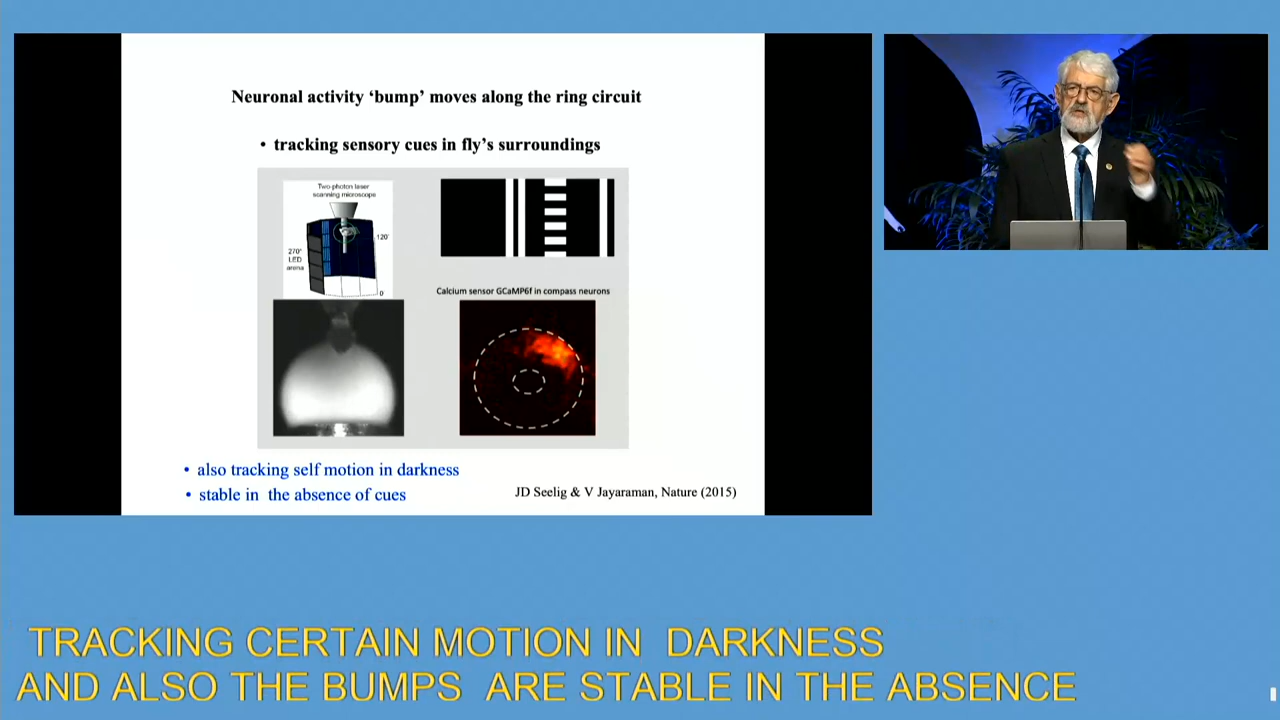 Neuronal activity ‘bump’ moves along the ring circuit
• tracking sensory cues in fly’s surroundings
Two photon laser
scanning microscope
120˚
270˚
LED
arena
0
Calcium sensor GCaMP6f in compass neurons
• also tracking self motion in darkness
• stable in the absence of cues
JD Seelig & V Jayaraman, Nature (2015)
TRACKING CERTAIN MOTION IN DARKNESS
AND ALSO THE BUMPS ARE STABLE IN THE ABSENCE